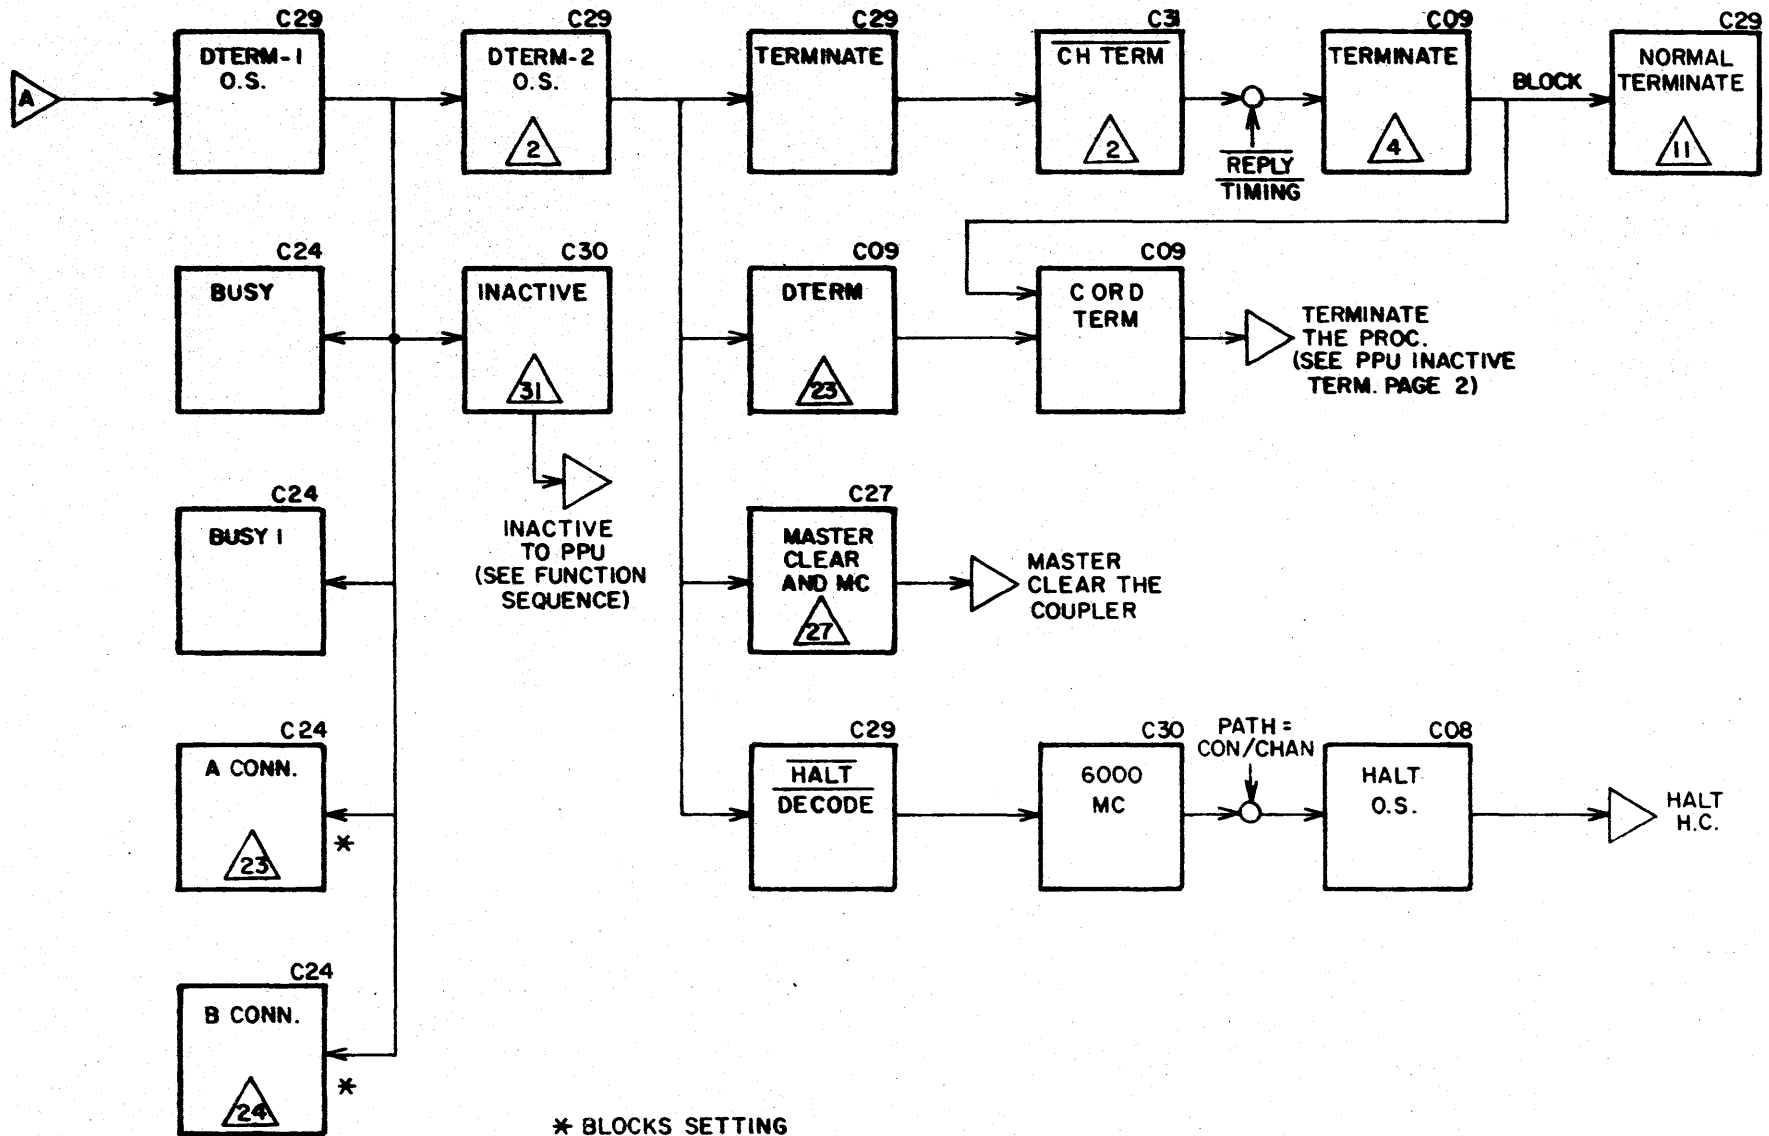 A
C29
DTERM-1
O.S.
C29
DTERM-2
O.S.
2
C29
TERMINATE
C31
CH TERM
2
REPLY
TIMING
C09
TERMINATE
4
BLOCK
C29
NORMAL
TERMINATE
11
C24
BUSY
C30
INACTIVE
31
INACTIVE
TO PPU
(SEE FUNCTION
SEQUENCE)
C09
DTERM
23
C09
CORD
TERM
TERMINATE
THE PROC.
(SEE PPU INACTIVE
TERM. PAGE 2)
C24
BUSY 1
C27
MASTER
CLEAR
AND MC
27
MASTER
CLEAR THE
COUPLER
C24
A CONN.
23
*
C29
HALT
DECODE
C30
6000
MC
PATH =
CON/CHAN
C08
HALT
O.S.
HALT
H.C.
C24
B CONN.
24
*
* BLOCKS SETTING